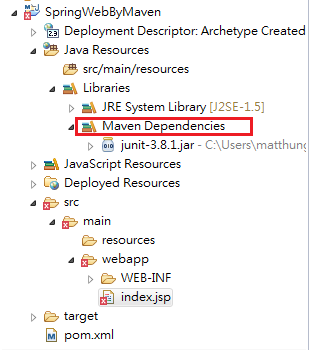 SpringWebByMaven
Deployment Descriptor: Archetype Created
Java Resources
src/main/resources
Libraries
JRE System Library [J2SE-1.5]
Maven Dependencies
junit-3.8.1.jar - C:\Users\matthung
JavaScript Resources
Deployed Resources
src
main
resources
webapp
WEB-INF
index.jsp
target
pom.xml